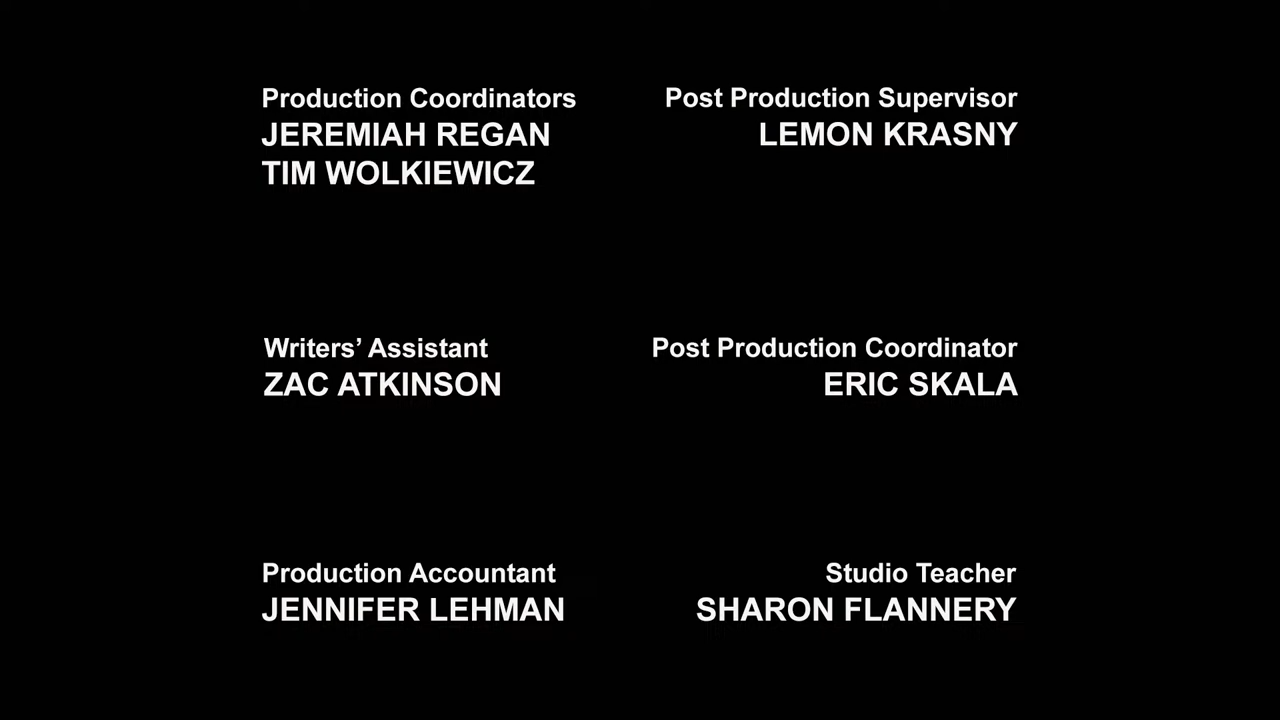 Production Coordinators
JEREMIAH REGAN
TIM WOLKIEWICZ
Post Production Supervisor
LEMON KRASNY
Writers’ Assistant
ZAC ATKINSON
Post Production Coordinator
ERIC SKALA
Production Accountant
JENNIFER LEHMAN
Studio Teacher
SHARON FLANNERY